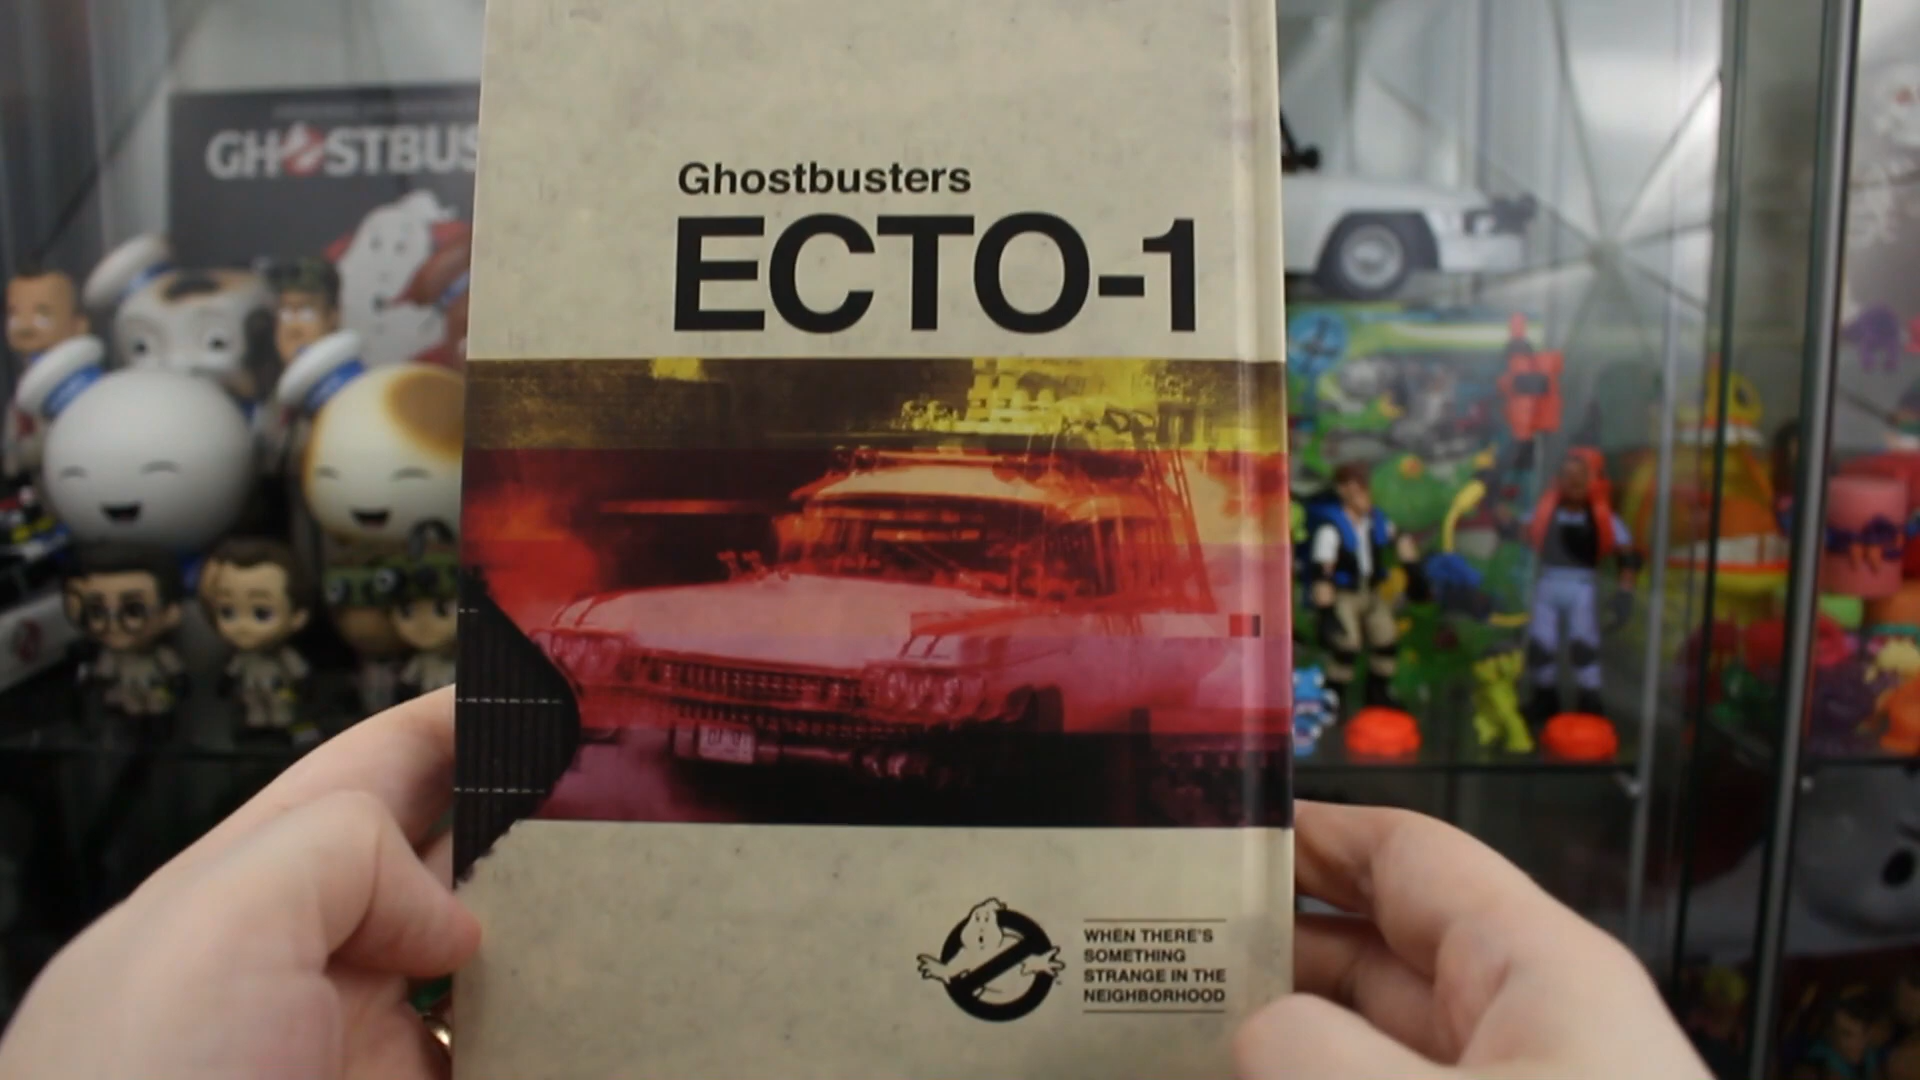 GHOSTBUS
Ghostbusters
ECTO-1
WHEN THERE'S
SOMETHING
STRANGE IN THE
NEIGHBORHOOD